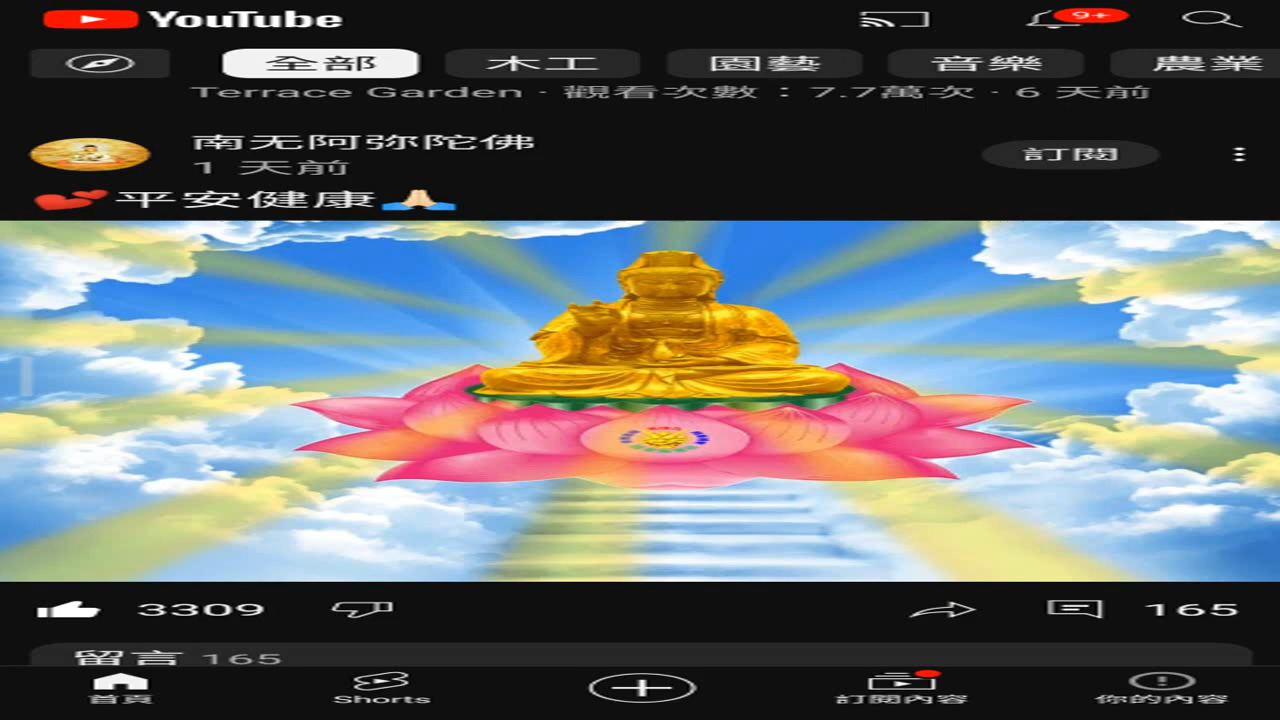 YouTube
9+
全部 木工 園藝 音樂 農業
Terrace Garden · 觀看次數：7.7萬次 · 6 天前
南无阿弥陀佛
1 天前
訂閱
💕平安健康🙏🏻
3309
165
留言 165
首頁 Shorts 訂閱內容 你的內容